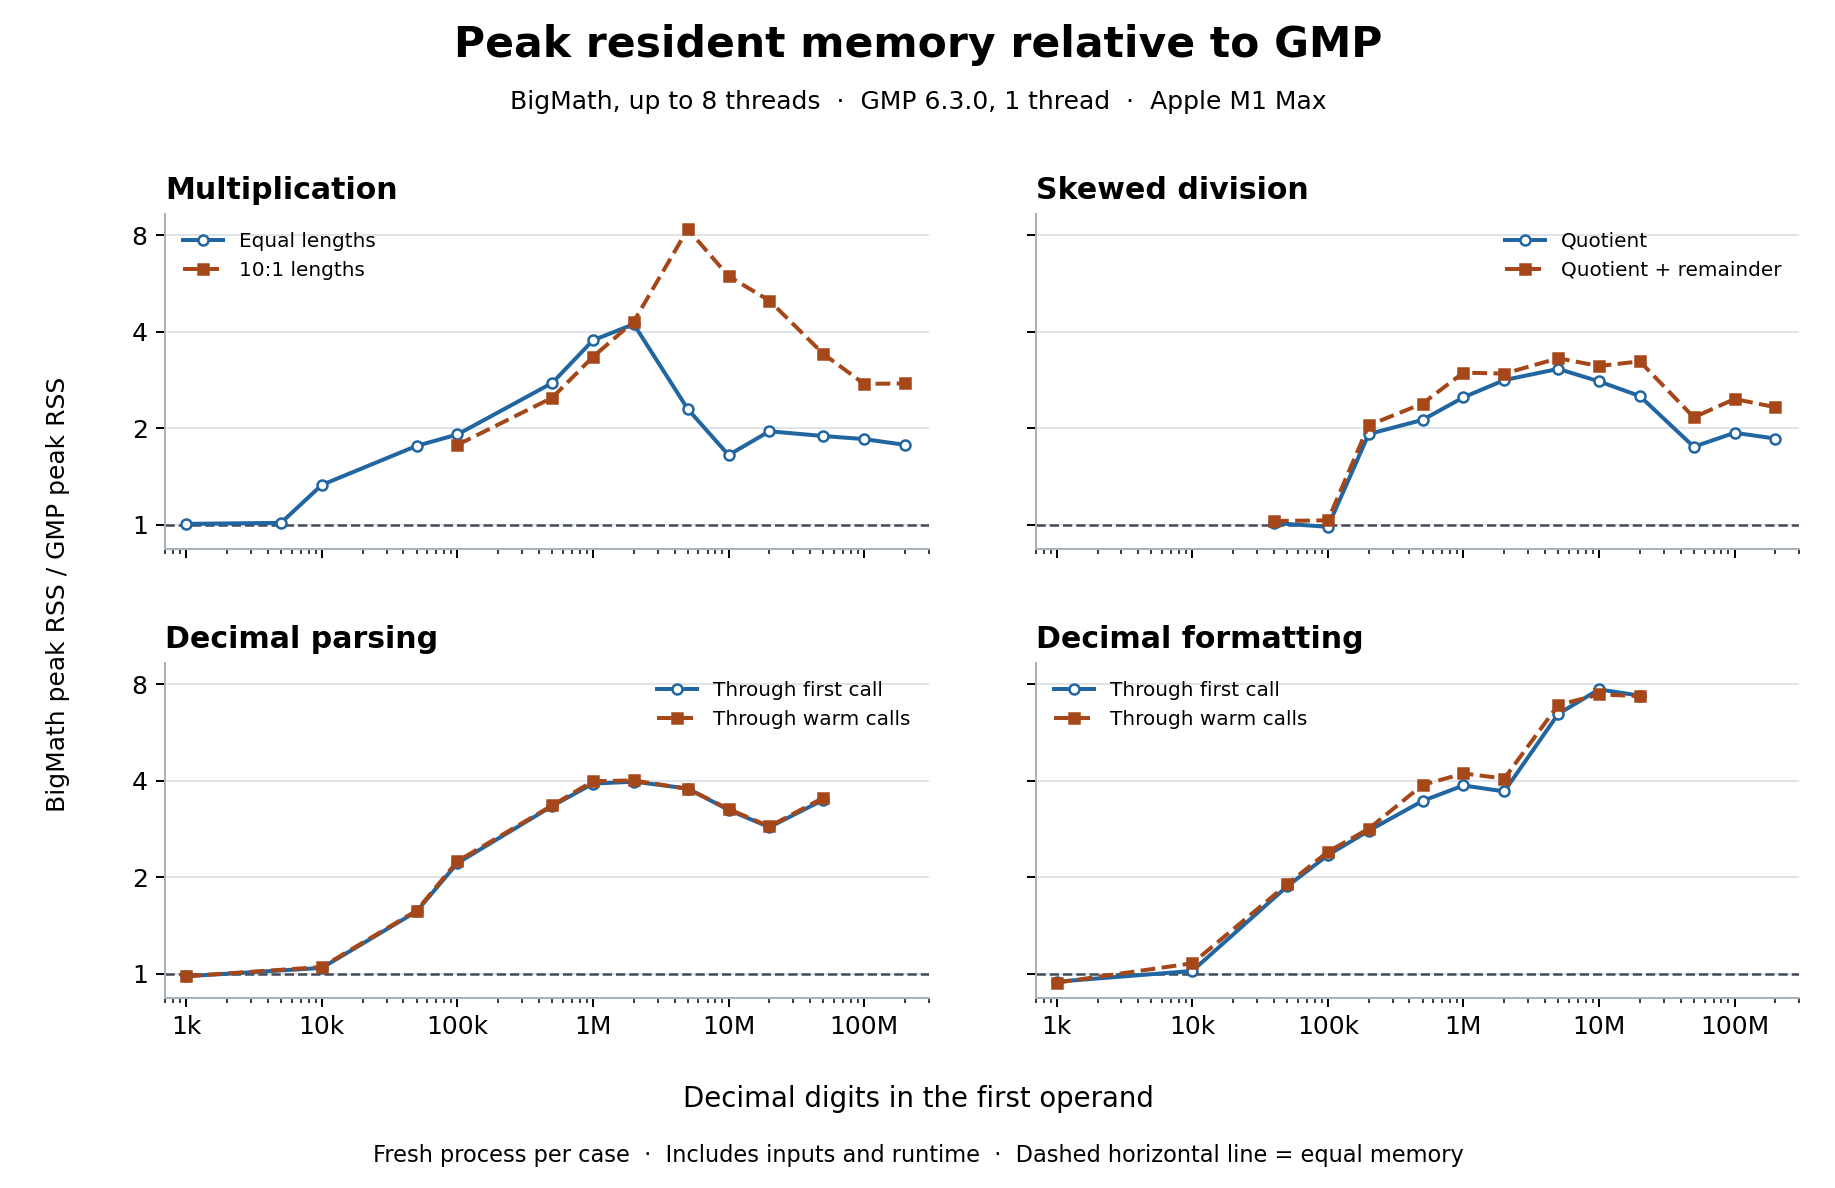 Peak resident memory relative to GMP
BigMath, up to 8 threads · GMP 6.3.0, 1 thread · Apple M1 Max
BigMath peak RSS / GMP peak RSS
Multiplication
Equal lengths
10:1 lengths
8
4
2
1
Skewed division
Quotient
Quotient + remainder
Decimal parsing
Through first call
Through warm calls
8
4
2
1
1k 10k 100k 1M 10M 100M
Decimal formatting
Through first call
Through warm calls
1k 10k 100k 1M 10M 100M
Decimal digits in the first operand
Fresh process per case · Includes inputs and runtime · Dashed horizontal line = equal memory